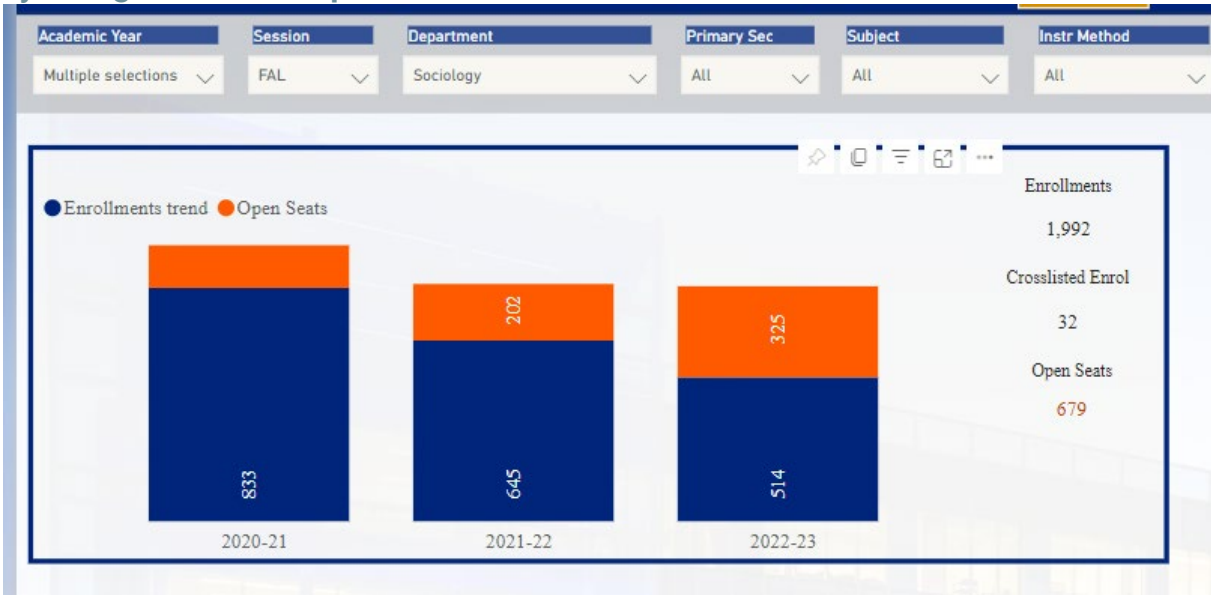 Academic Year Session Department Primary Sec Subject Instr Method
Multiple selections FAL Sociology All All All
Enrollments trend Open Seats
Enrollments
1,992
Crosslisted Enrol
32
Open Seats
679
202
325
833
645
514
2020-21 2021-22 2022-23